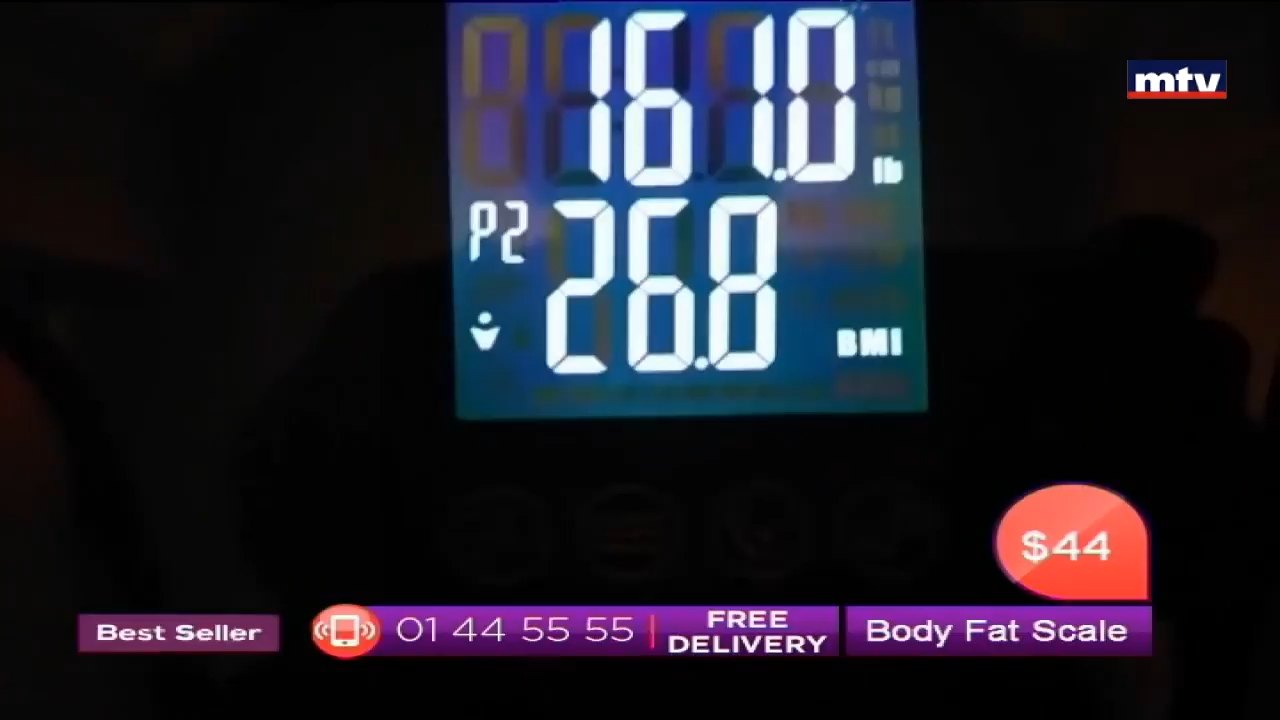 161.0
lb
mtv
P2
26.8
BMI
$44
Best Seller
01 44 55 55
FREE
DELIVERY
Body Fat Scale